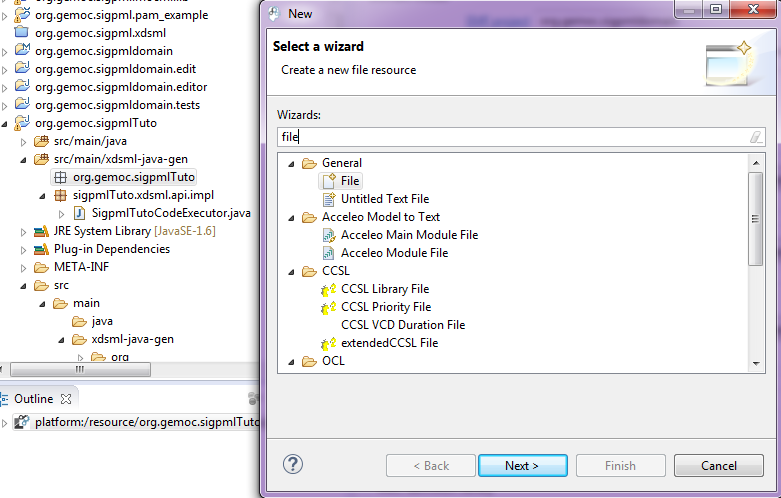 org.gemoc.sigpml.pam_example
org.gemoc.sigpml.xdsml
org.gemoc.sigpmldomain
org.gemoc.sigpmldomain.edit
org.gemoc.sigpmldomain.editor
org.gemoc.sigpmldomain.tests
org.gemoc.sigpmlTuto
src/main/java
src/main/xdsml-java-gen
org.gemoc.sigpmlTuto
sigpmlTuto.xdsml.api.impl
SigpmlTutoCodeExecutor.java
JRE System Library [JavaSE-1.6]
Plug-in Dependencies
META-INF
src
main
java
xdsml-java-gen
org
Outline
platform:/resource/org.gemoc.sigpmlTuto
New
Select a wizard
Create a new file resource
Wizards:
file
General
File
Untitled Text File
Acceleo Model to Text
Acceleo Main Module File
Acceleo Module File
CCSL
CCSL Library File
CCSL Priority File
CCSL VCD Duration File
extendedCCSL File
OCL
?
< Back
Next >
Finish
Cancel